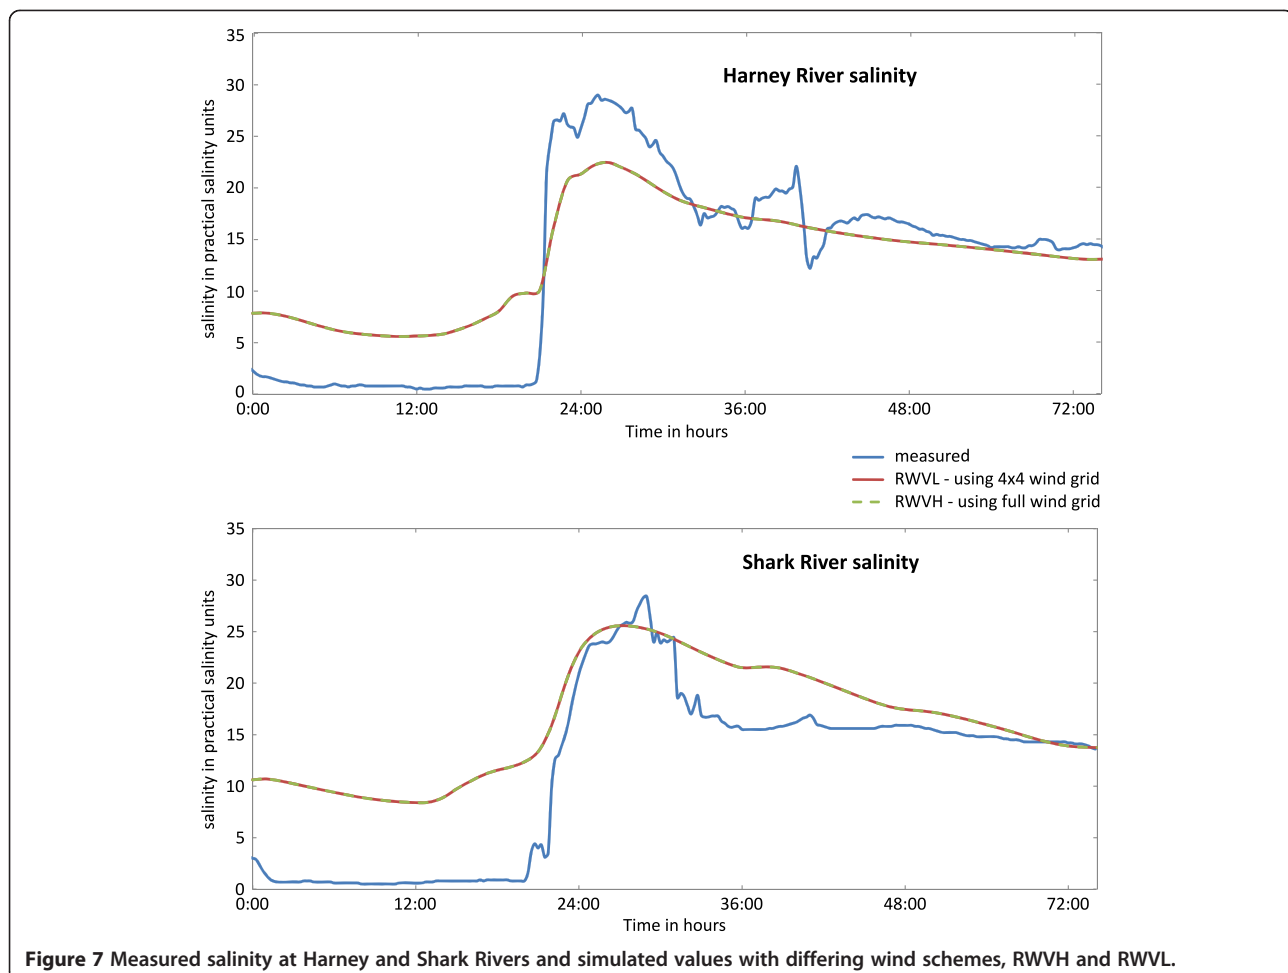 35
30
25
20
15
10
5
0
salinity in practical salinity units
Harney River salinity
0:00 12:00 24:00 36:00 48:00 72:00
Time in hours
measured
RWVL - using 4x4 wind grid
RWVH - using full wind grid
35
30
25
20
15
10
5
0
salinity in practical salinity units
Shark River salinity
0:00 12:00 24:00 36:00 48:00 72:00
Time in hours
Figure 7 Measured salinity at Harney and Shark Rivers and simulated values with differing wind schemes, RWVH and RWVL.